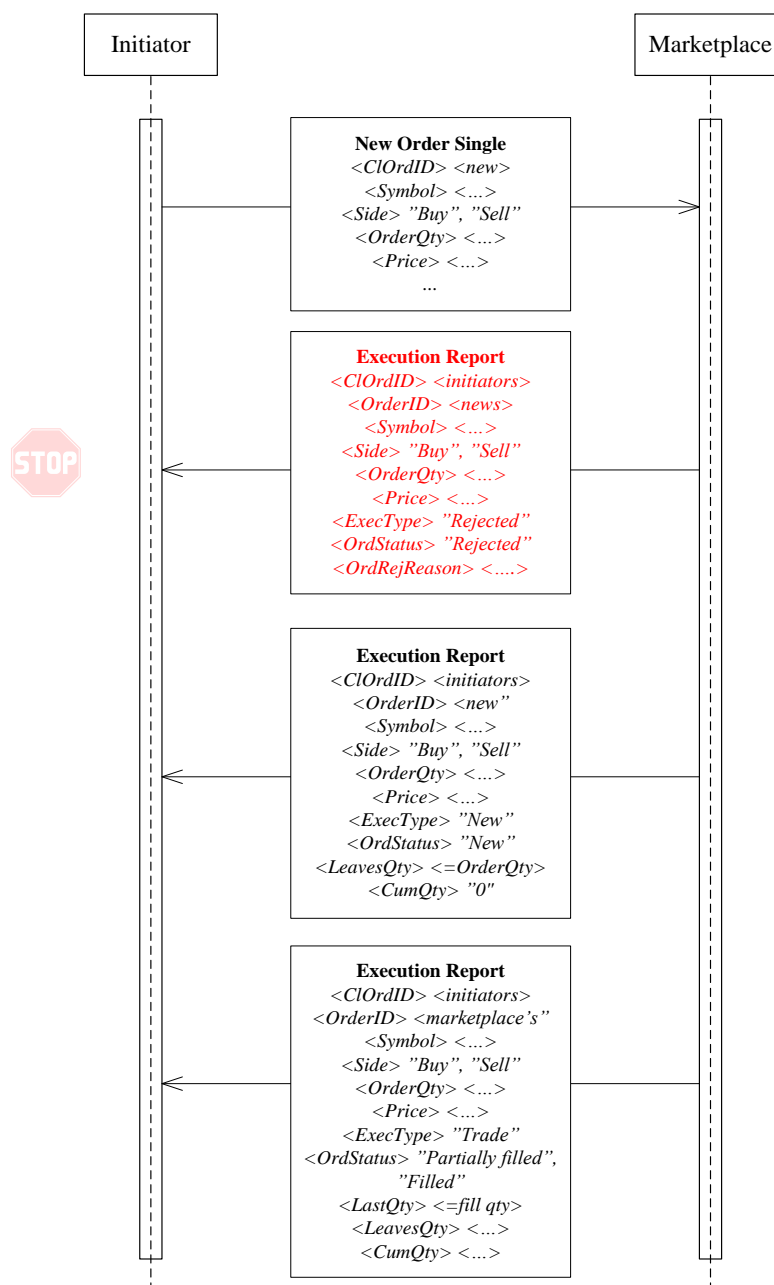 Initiator
Marketplace
New Order Single
<ClOrdID> <new>
<Symbol> <...>
<Side> ”Buy”, ”Sell”
<OrderQty> <...>
<Price> <...>
...
Execution Report
<ClOrdID> <initiators>
<OrderID> <news>
<Symbol> <...>
<Side> ”Buy”, ”Sell”
<OrderQty> <...>
<Price> <...>
<ExecType> ”Rejected”
<OrdStatus> ”Rejected”
<OrdRejReason> <....>
STOP
Execution Report
<ClOrdID> <initiators>
<OrderID> <new”
<Symbol> <...>
<Side> ”Buy”, ”Sell”
<OrderQty> <...>
<Price> <...>
<ExecType> ”New”
<OrdStatus> ”New”
<LeavesQty> <=OrderQty>
<CumQty> ”0"
Execution Report
<ClOrdID> <initiators>
<OrderID> <marketplace’s”
<Symbol> <...>
<Side> ”Buy”, ”Sell”
<OrderQty> <...>
<Price> <...>
<ExecType> ”Trade”
<OrdStatus> ”Partially filled”,
”Filled”
<LastQty> <=fill qty>
<LeavesQty> <...>
<CumQty> <...>